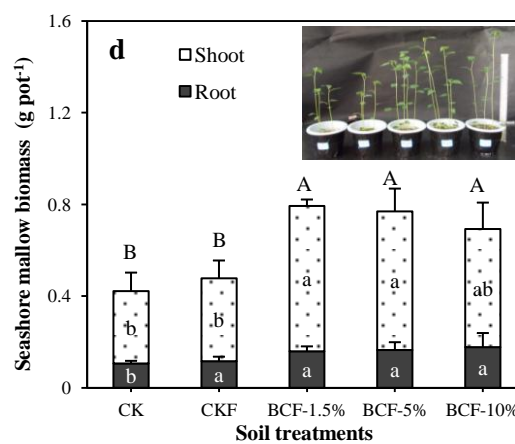 d
Shoot
Root
Seashore mallow biomass (g pot⁻¹)
1.6
1.2
0.8
0.4
0
B B A A A
b b a a ab
b a a a a
CK CKF BCF-1.5% BCF-5% BCF-10%
Soil treatments